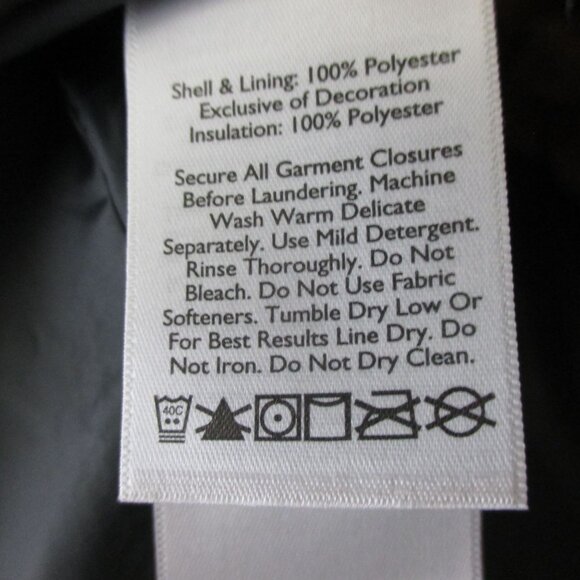 Shell & Lining: 100% Polyester
Exclusive of Decoration
Insulation: 100% Polyester
Secure All Garment Closures
Before Laundering. Machine
Wash Warm Delicate
Separately. Use Mild Detergent.
Rinse Thoroughly. Do Not
Bleach. Do Not Use Fabric
Softeners. Tumble Dry Low Or
For Best Results Line Dry. Do
Not Iron. Do Not Dry Clean.
40C